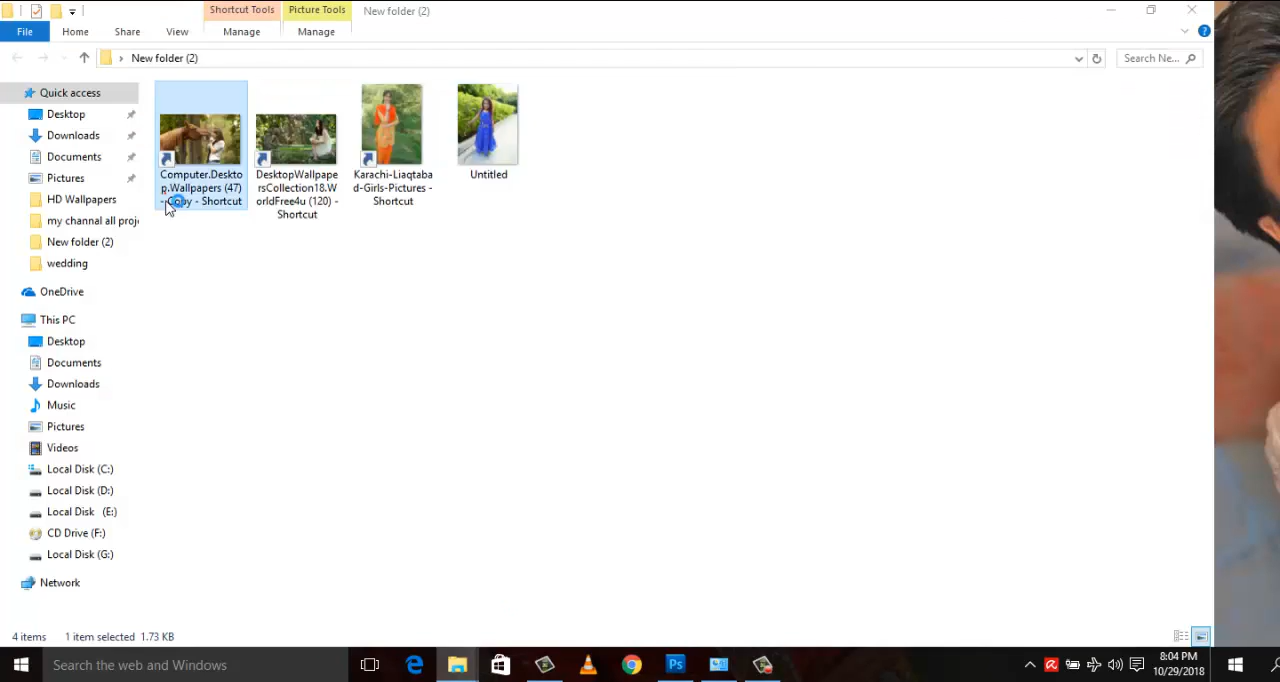 Shortcut Tools
Picture Tools
New folder (2)
File
Home
Share
View
Manage
Manage
New folder (2)
Search Ne...
Quick access
Desktop
Downloads
Documents
Pictures
HD Wallpapers
my channal all proje
New folder (2)
wedding
OneDrive
This PC
Desktop
Documents
Downloads
Music
Pictures
Videos
Local Disk (C:)
Local Disk (D:)
Local Disk (E:)
CD Drive (F:)
Local Disk (G:)
Network
Computer.Deskto
p.Wallpapers (47)
- Copy - Shortcut
DesktopWallpape
rsCollection18.W
orldFree4u (120) -
Shortcut
Karachi-Liaqtaba
d-Girls-Pictures -
Shortcut
Untitled
4 items
1 item selected 1.73 KB
Search the web and Windows
Ps
8:04 PM
10/29/2018